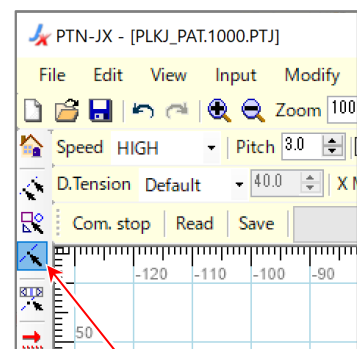 PTN-JX - [PLKJ_PAT.1000.PTJ]
File Edit View Input Modify
Zoom 100
Speed HIGH Pitch 3.0
D.Tension Default 40.0 X
Com. stop Read Save
-120 -110 -100 -90
50